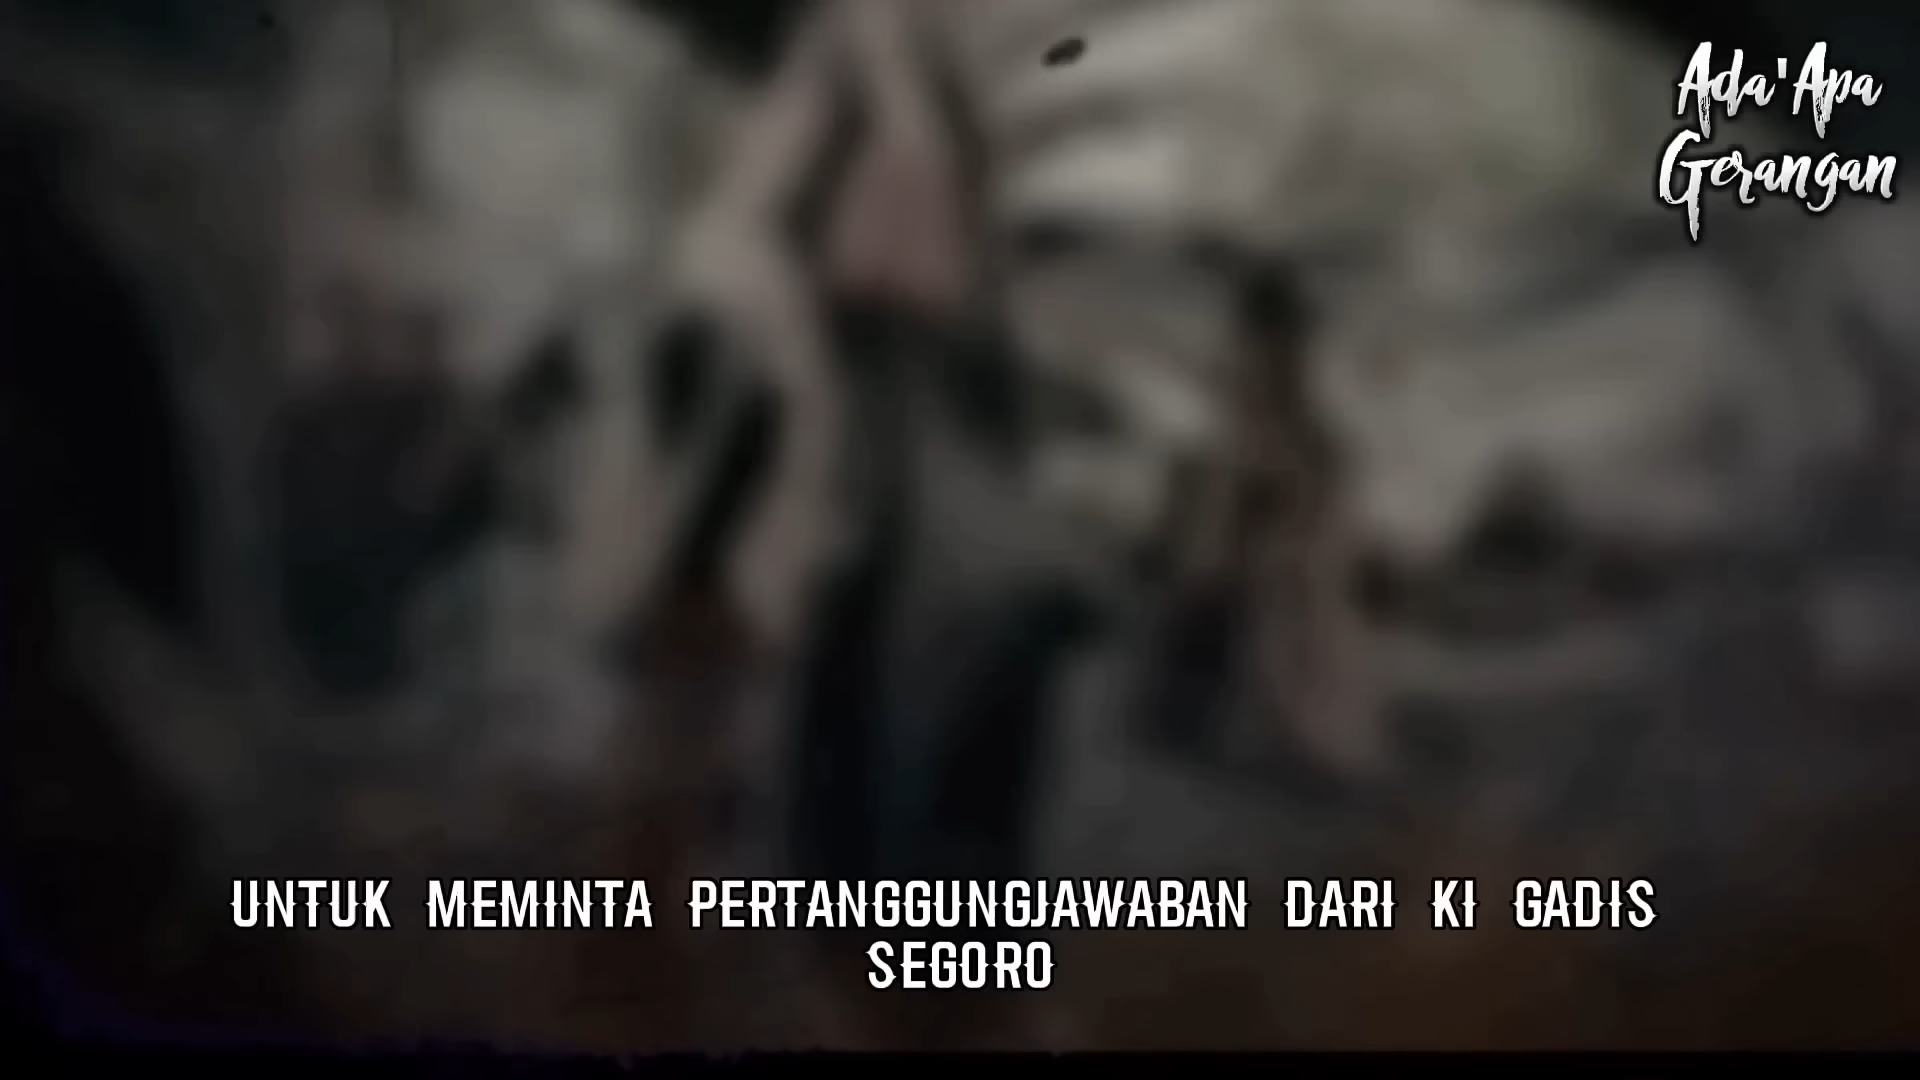 Ada'Apa
Gerangan
UNTUK MEMINTA PERTANGGUNGJAWABAN DARI KI GADIS
SEGORO